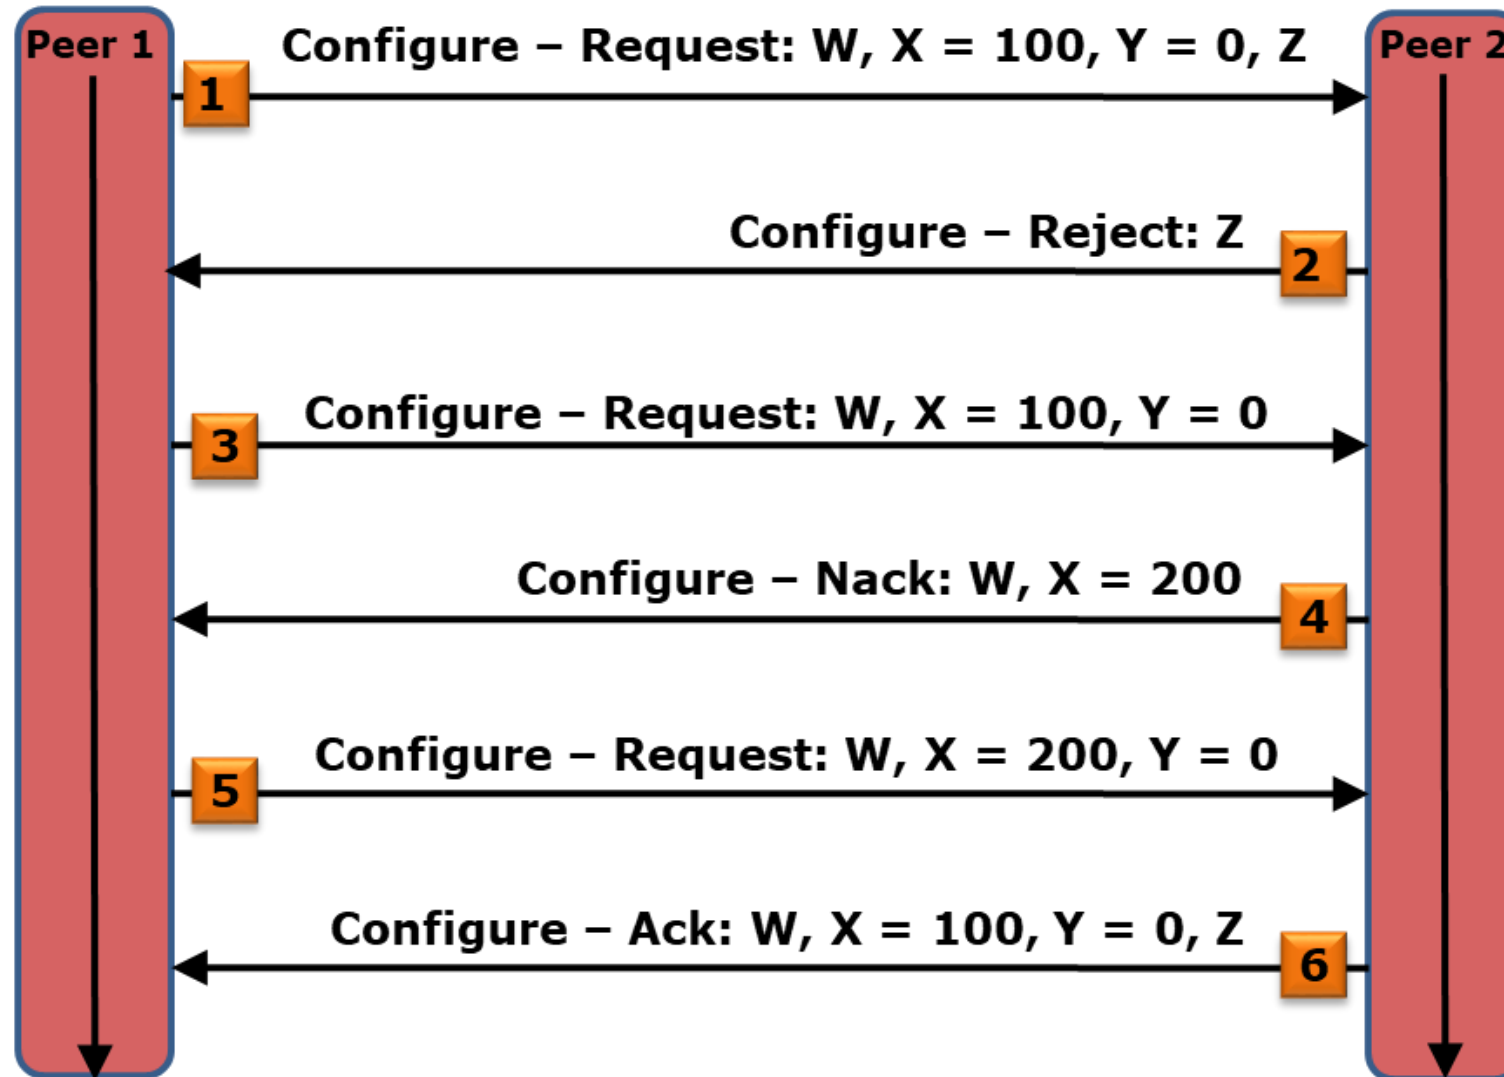 Peer 1
Configure – Request: W, X = 100, Y = 0, Z
Peer 2
1
Configure – Reject: Z
2
Configure – Request: W, X = 100, Y = 0
3
Configure – Nack: W, X = 200
4
Configure – Request: W, X = 200, Y = 0
5
Configure – Ack: W, X = 100, Y = 0, Z
6